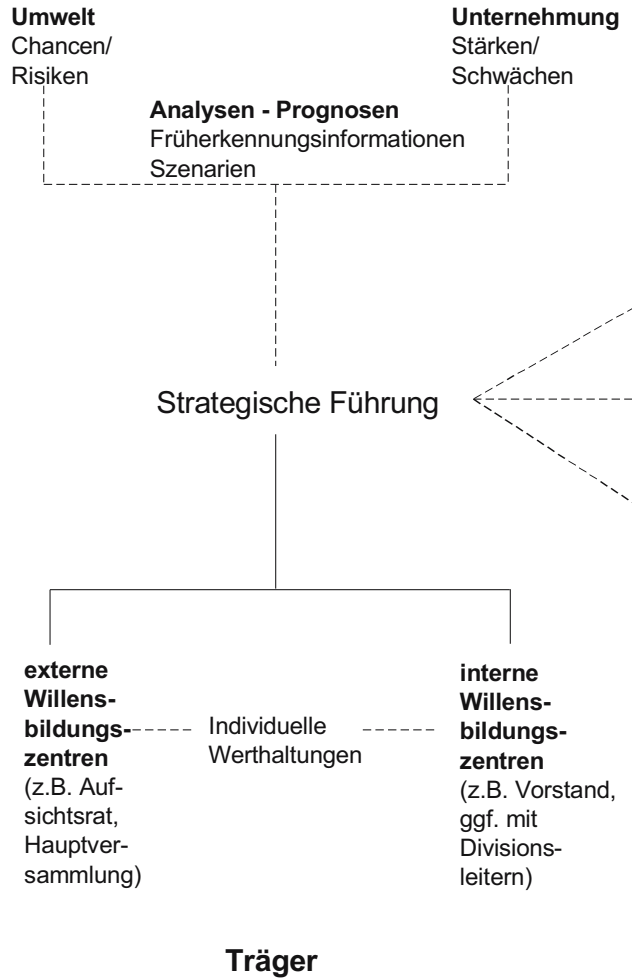 Umwelt
Chancen/
Risiken
Unternehmung
Stärken/
Schwächen
Analysen - Prognosen
Früherkennungsinformationen
Szenarien
Strategische Führung
externe
Willens-
bildungs-
zentren
(z.B. Auf-
sichtsrat,
Hauptver-
sammlung)
Individuelle
Werthaltungen
interne
Willens-
bildungs-
zentren
(z.B. Vorstand,
ggf. mit
Divisions-
leitern)
Träger